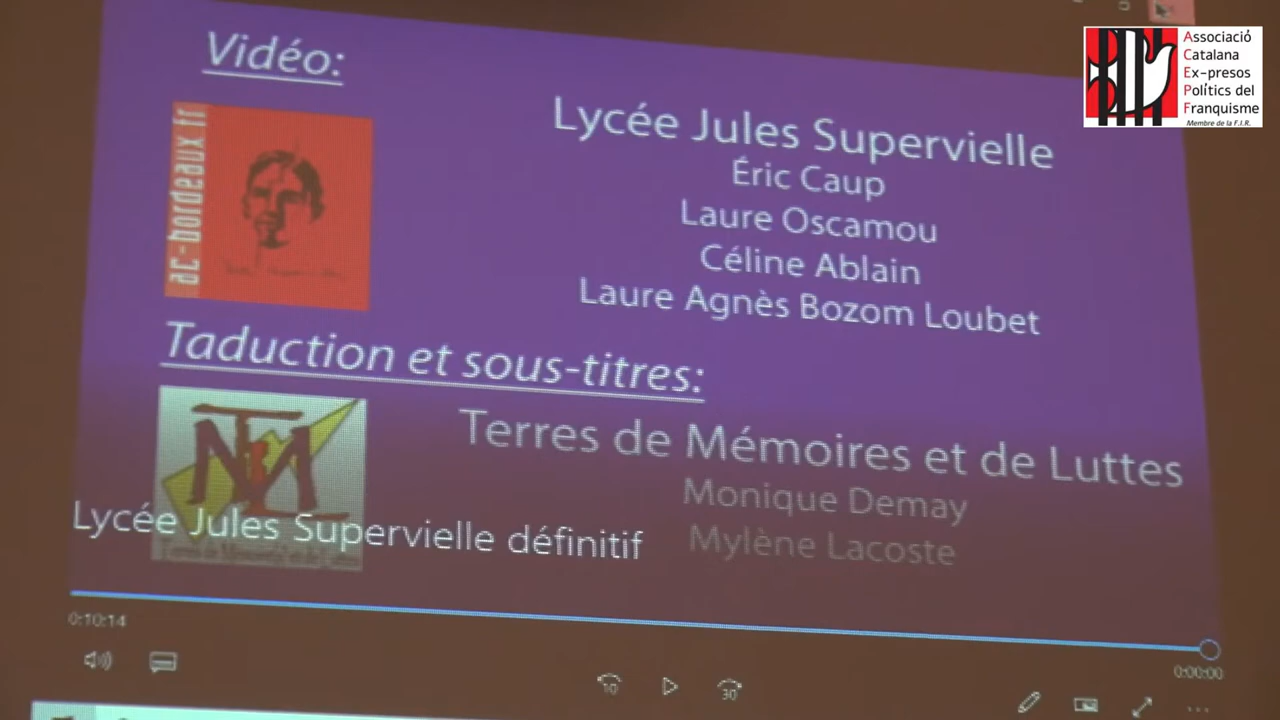 Associació
Catalana
Ex-presos
Polítics del
Franquisme
Membre de la F.I.R.
Vidéo:
ac-bordeaux.fr
Lycée Jules Supervielle
Éric Caup
Laure Oscamou
Céline Ablain
Laure Agnès Bozom Loubet
Taduction et sous-titres:
Terres de Mémoires et de Luttes
Monique Demay
Mylène Lacoste
Lycée Jules Supervielle définitif
0:10:14
0:00:00
10
30